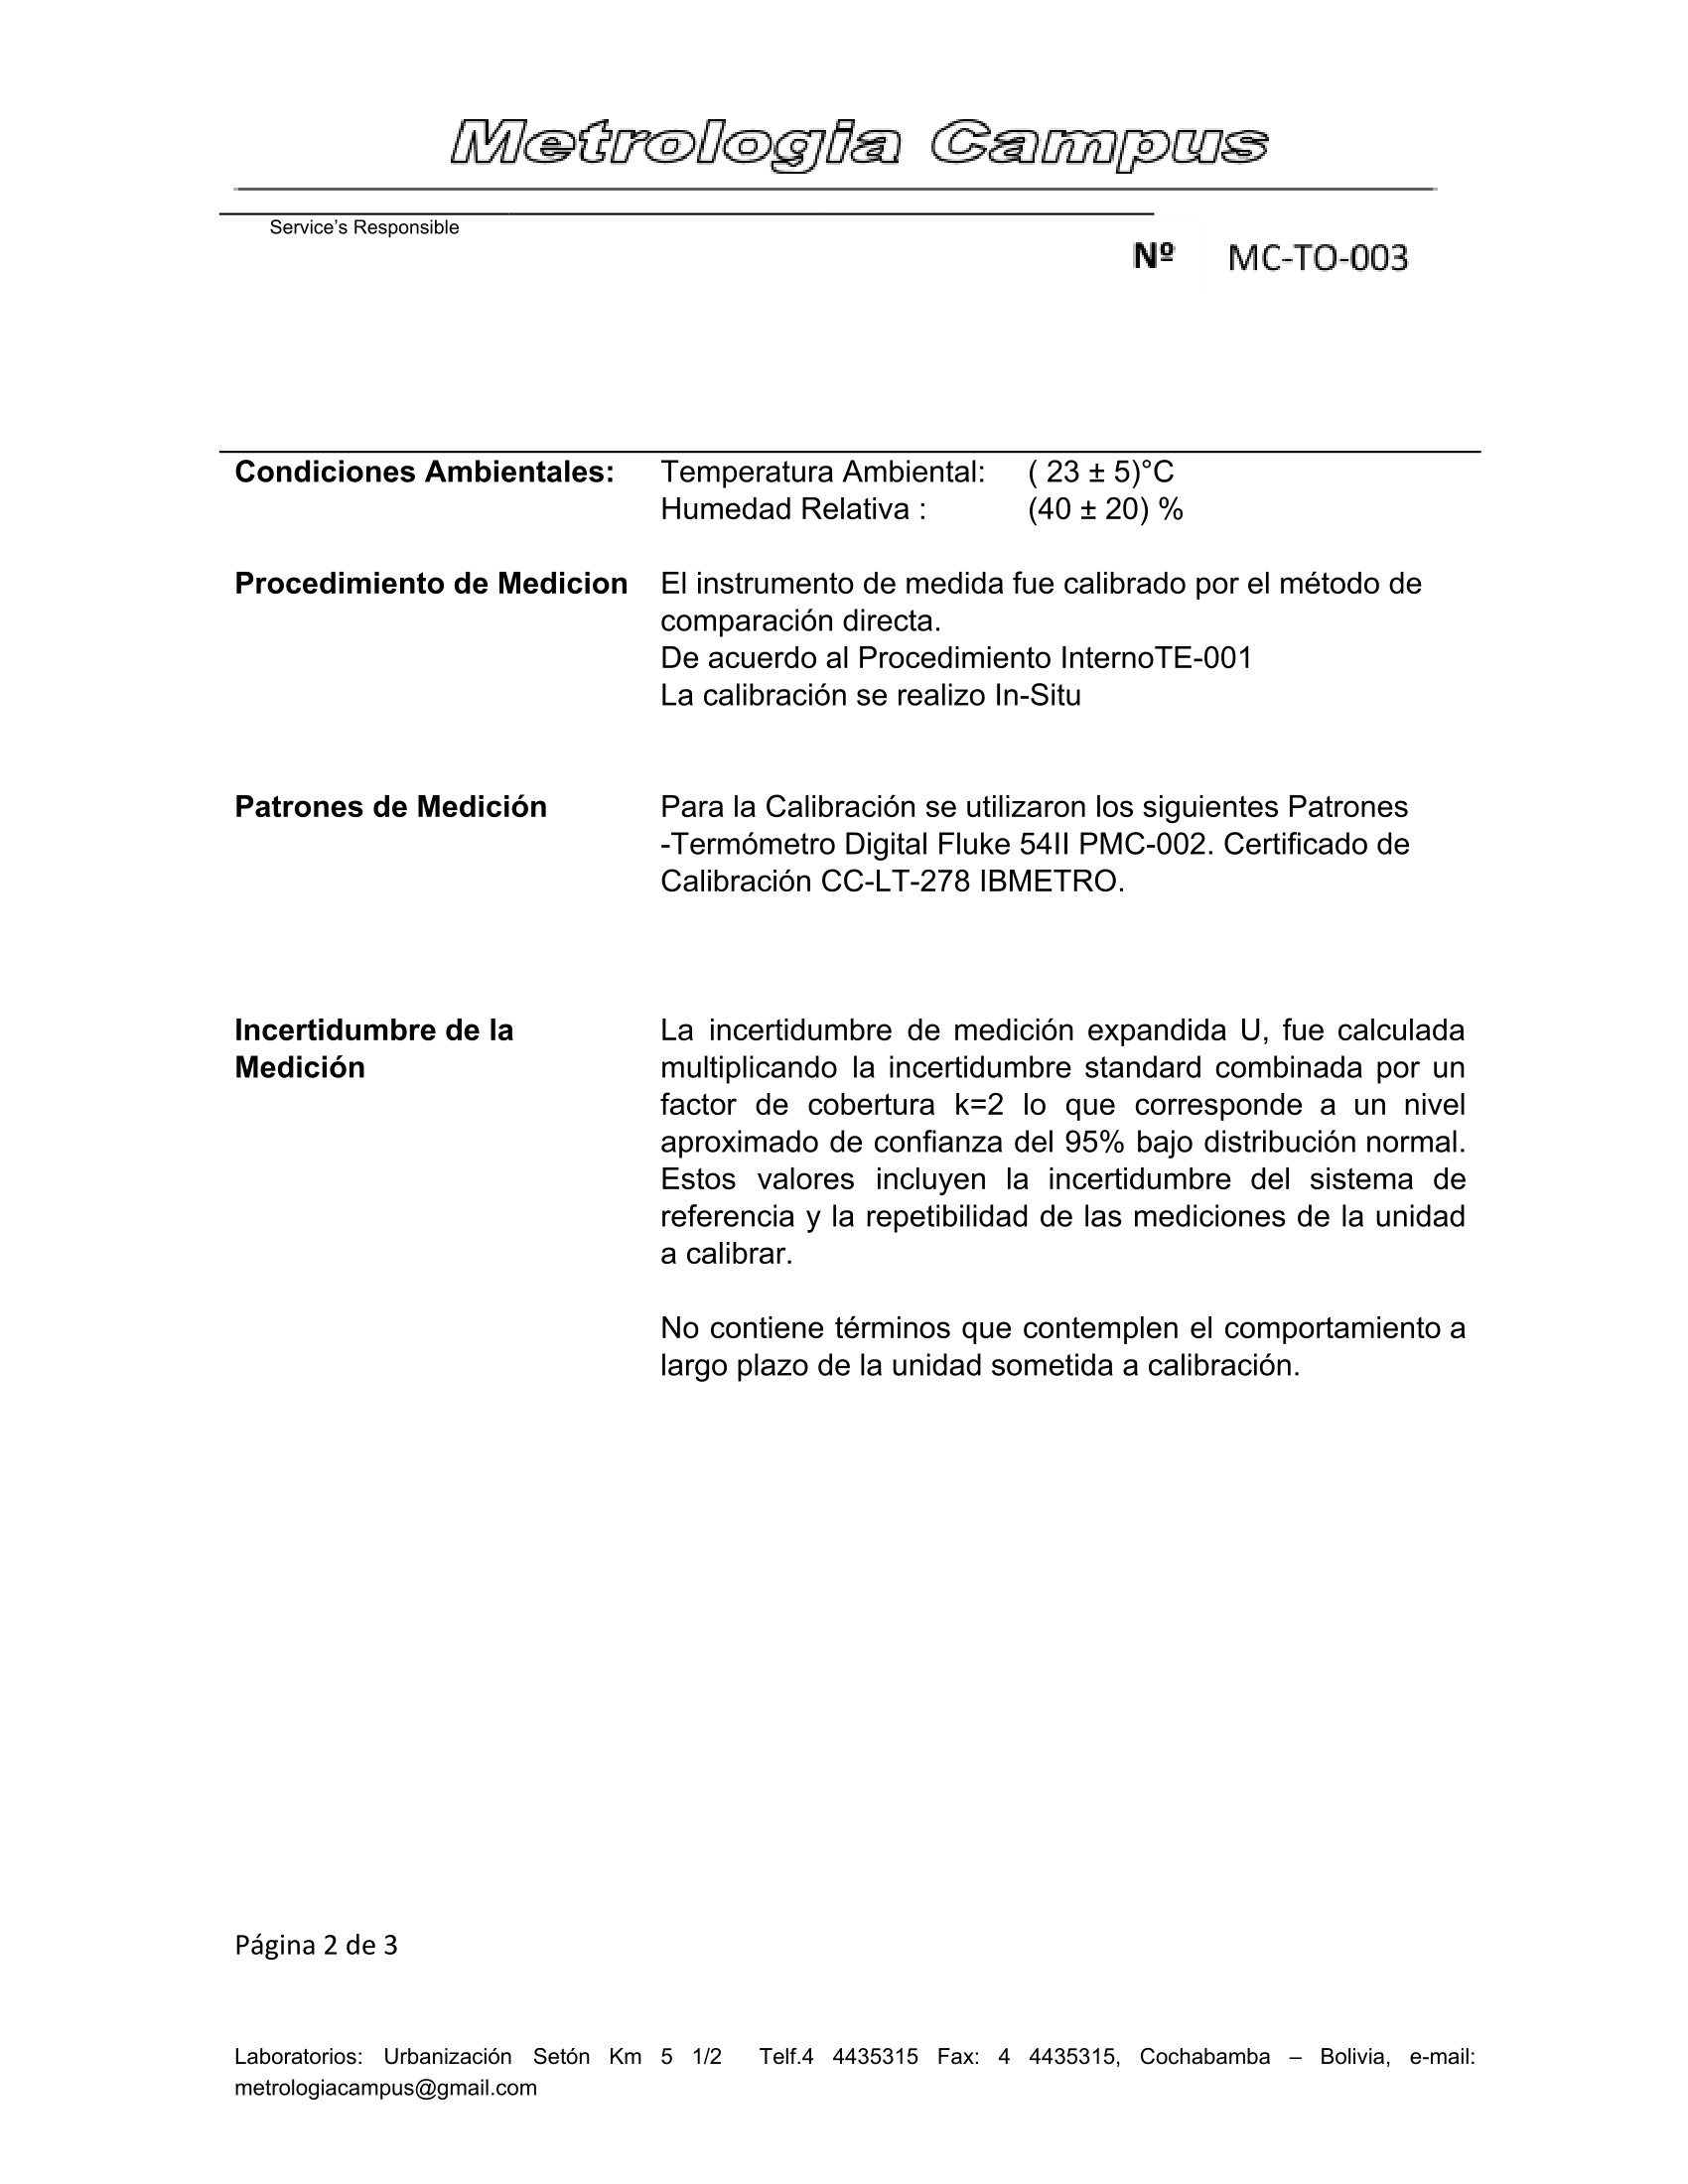 Metrologia Campus
Service’s Responsible
Nº MC-TO-003
Condiciones Ambientales: Temperatura Ambiental: ( 23 ± 5)°C
Humedad Relativa : (40 ± 20) %
Procedimiento de Medicion El instrumento de medida fue calibrado por el método de
comparación directa.
De acuerdo al Procedimiento InternoTE-001
La calibración se realizo In-Situ
Patrones de Medición Para la Calibración se utilizaron los siguientes Patrones
-Termómetro Digital Fluke 54II PMC-002. Certificado de
Calibración CC-LT-278 IBMETRO.
Incertidumbre de la La incertidumbre de medición expandida U, fue calculada
Medición multiplicando la incertidumbre standard combinada por un
factor de cobertura k=2 lo que corresponde a un nivel
aproximado de confianza del 95% bajo distribución normal.
Estos valores incluyen la incertidumbre del sistema de
referencia y la repetibilidad de las mediciones de la unidad
a calibrar.
No contiene términos que contemplen el comportamiento a
largo plazo de la unidad sometida a calibración.
Página 2 de 3
Laboratorios: Urbanización Setón Km 5 1/2 Telf.4 4435315 Fax: 4 4435315, Cochabamba – Bolivia, e-mail:
metrologiacampus@gmail.com